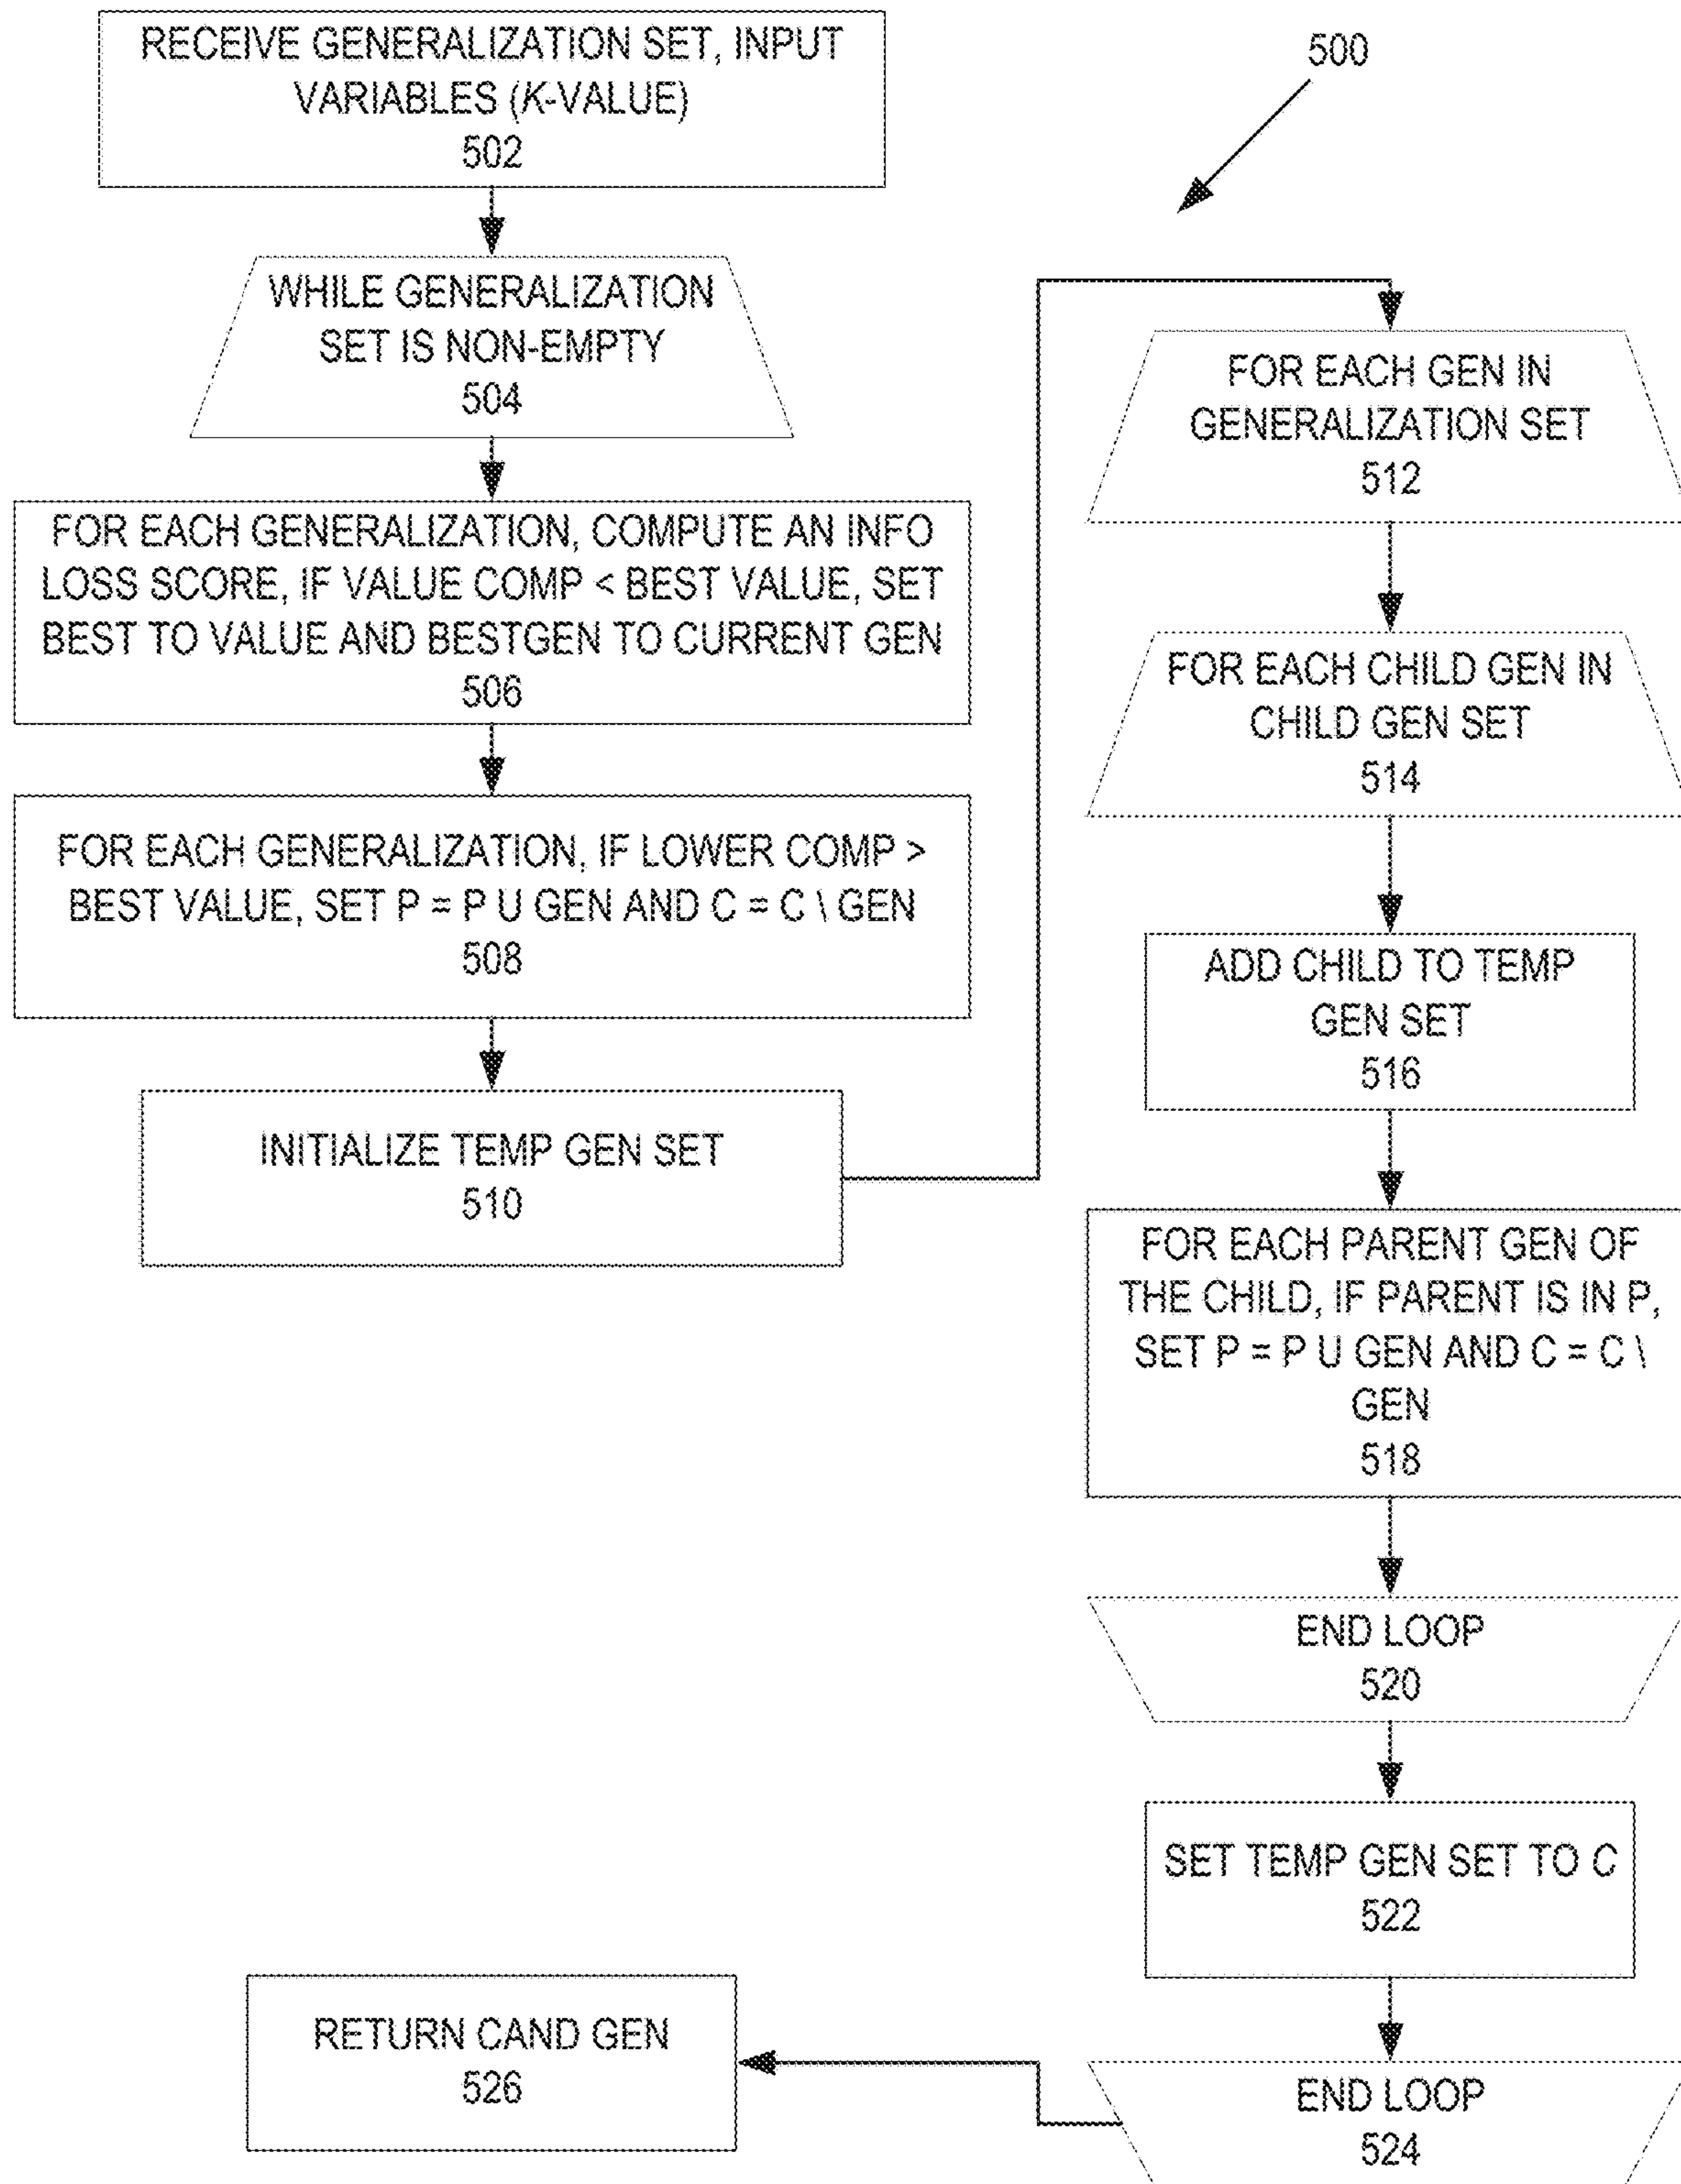 RECEIVE GENERALIZATION SET, INPUT
VARIABLES (K-VALUE)
502
WHILE GENERALIZATION
SET IS NON-EMPTY
504
FOR EACH GENERALIZATION, COMPUTE AN INFO
LOSS SCORE, IF VALUE COMP < BEST VALUE, SET
BEST TO VALUE AND BESTGEN TO CURRENT GEN
506
FOR EACH GENERALIZATION, IF LOWER COMP >
BEST VALUE, SET P = P U GEN AND C = C \ GEN
508
INITIALIZE TEMP GEN SET
510
500
FOR EACH GEN IN
GENERALIZATION SET
512
FOR EACH CHILD GEN IN
CHILD GEN SET
514
ADD CHILD TO TEMP
GEN SET
516
FOR EACH PARENT GEN OF
THE CHILD, IF PARENT IS IN P,
SET P = P U GEN AND C = C \
GEN
518
END LOOP
520
SET TEMP GEN SET TO C
522
END LOOP
524
RETURN CAND GEN
526